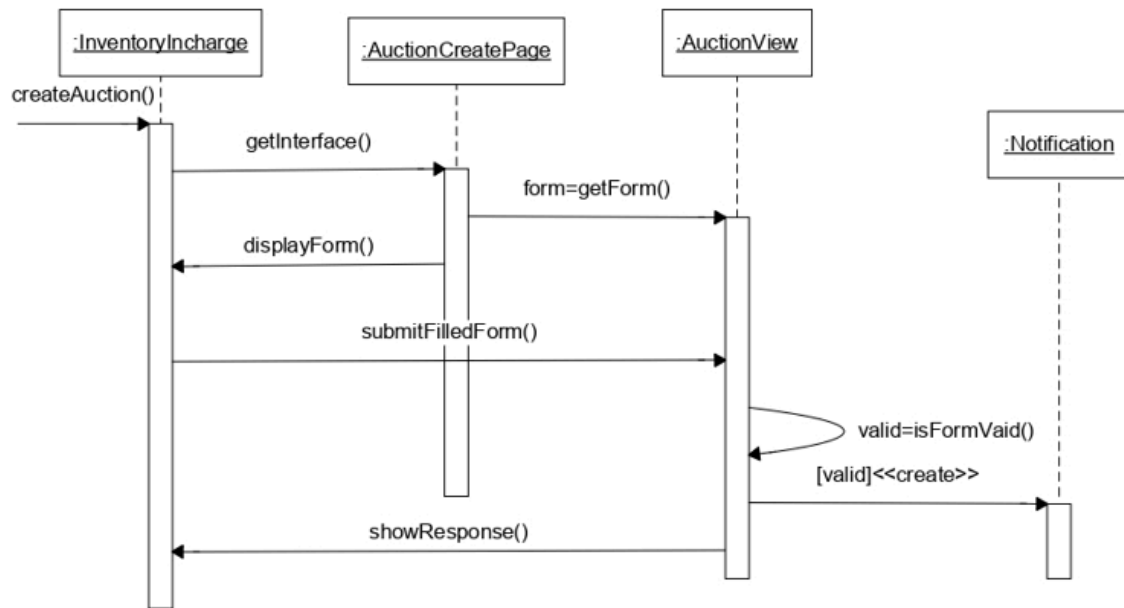 :InventoryIncharge
:AuctionCreatePage
:AuctionView
createAuction()
:Notification
getInterface()
form=getForm()
displayForm()
submitFilledForm()
valid=isFormVaid()
[valid]<<create>>
showResponse()